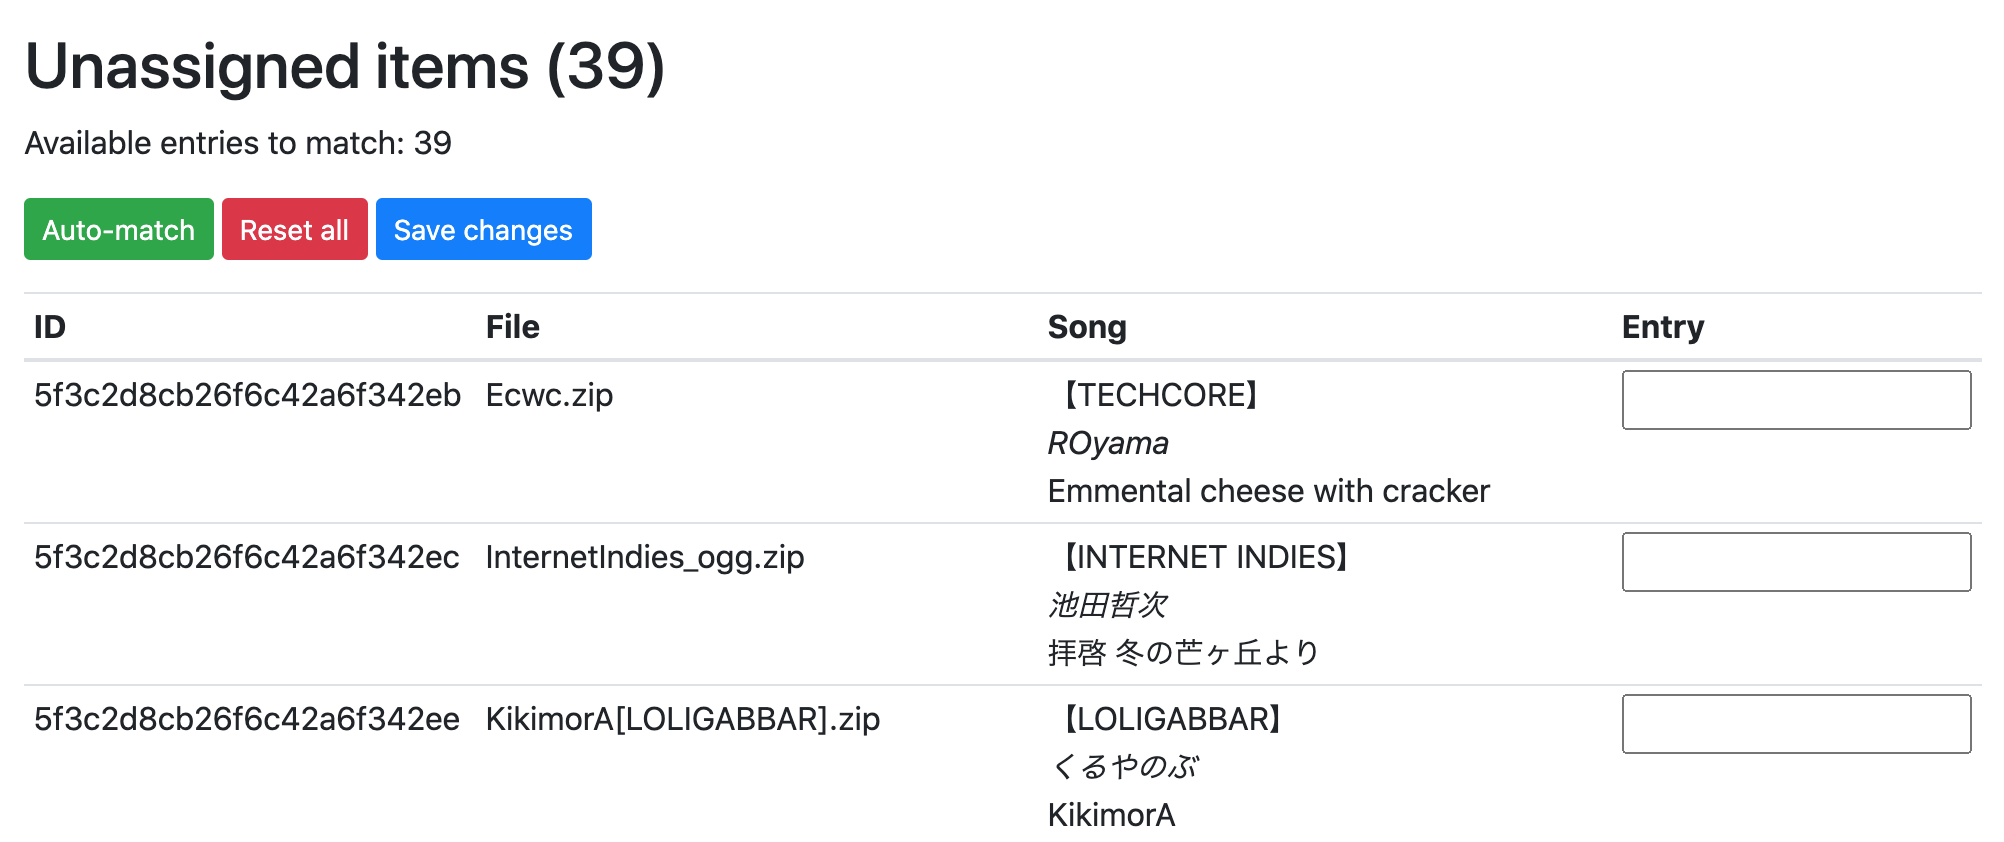 Unassigned items (39)
Available entries to match: 39
Auto-match Reset all Save changes
ID File Song Entry
5f3c2d8cb26f6c42a6f342eb Ecwc.zip 【TECHCORE】
ROyama
Emmental cheese with cracker
5f3c2d8cb26f6c42a6f342ec InternetIndies_ogg.zip 【INTERNET INDIES】
池田哲次
拝啓 冬の芒ヶ丘より
5f3c2d8cb26f6c42a6f342ee KikimorA[LOLIGABBAR].zip 【LOLIGABBAR】
くるやのぶ
KikimorA